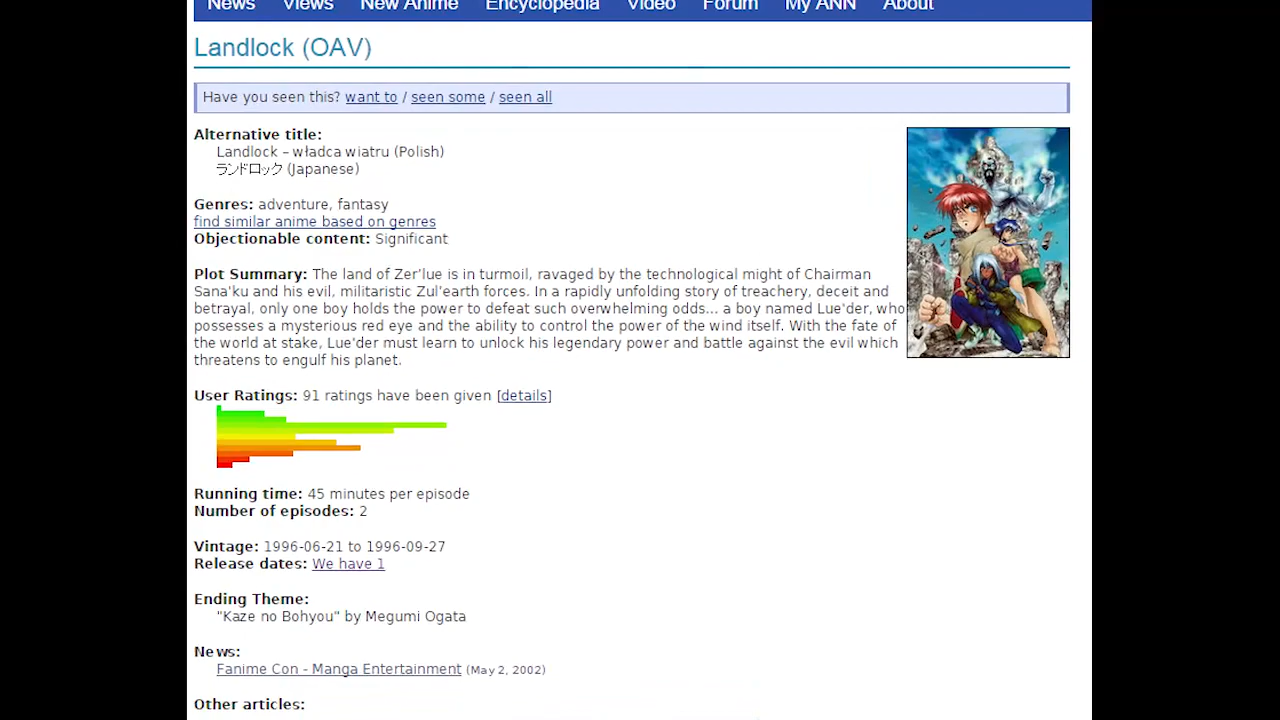 News Views New Anime Encyclopedia Video Forum My ANN About
Landlock (OAV)
Have you seen this? want to / seen some / seen all
Alternative title:
Landlock – władca wiatru (Polish)
ランドロック (Japanese)
Genres: adventure, fantasy
find similar anime based on genres
Objectionable content: Significant
Plot Summary: The land of Zer'lue is in turmoil, ravaged by the technological might of Chairman
Sana'ku and his evil, militaristic Zul'earth forces. In a rapidly unfolding story of treachery, deceit and
betrayal, only one boy holds the power to defeat such overwhelming odds... a boy named Lue'der, who
possesses a mysterious red eye and the ability to control the power of the wind itself. With the fate of
the world at stake, Lue'der must learn to unlock his legendary power and battle against the evil which
threatens to engulf his planet.
User Ratings: 91 ratings have been given [details]
Running time: 45 minutes per episode
Number of episodes: 2
Vintage: 1996-06-21 to 1996-09-27
Release dates: We have 1
Ending Theme:
"Kaze no Bohyou" by Megumi Ogata
News:
Fanime Con - Manga Entertainment (May 2, 2002)
Other articles: